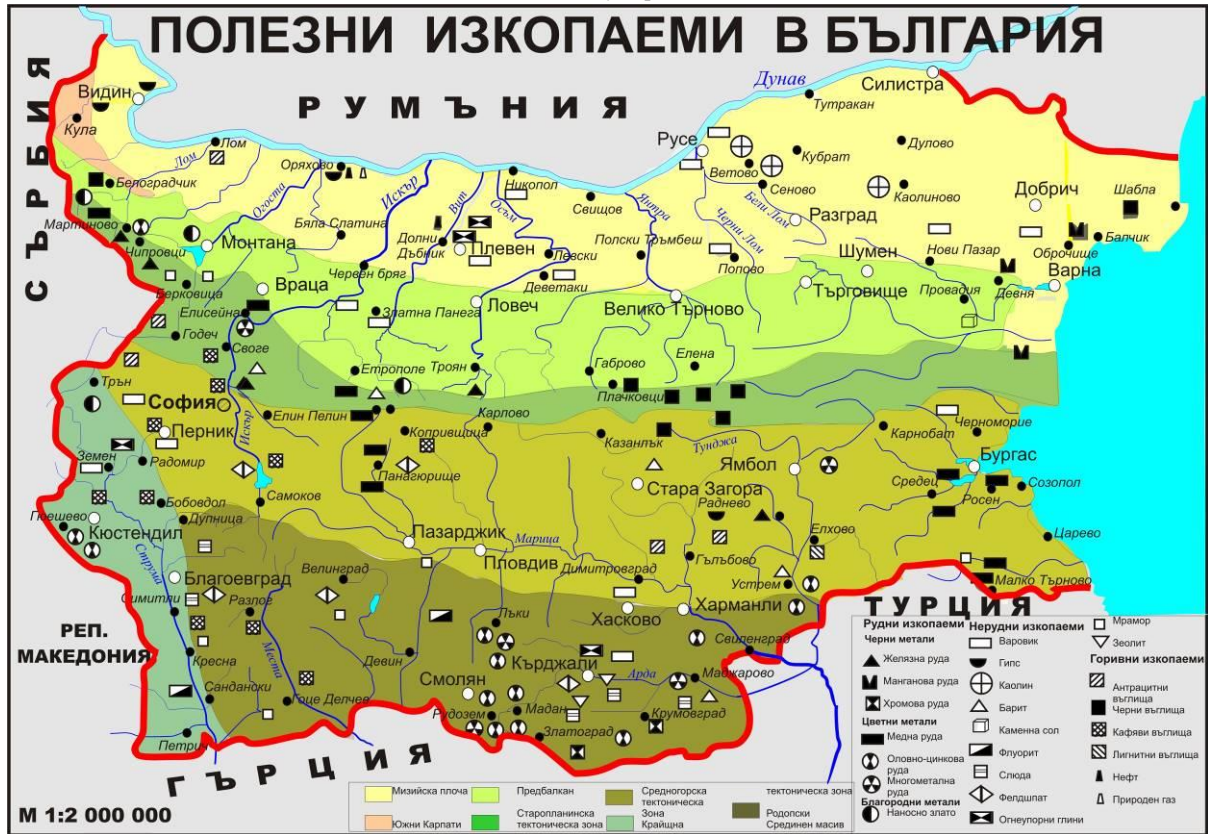 ПОЛЕЗНИ ИЗКОПАЕМИ В БЪЛГАРИЯ
СЪРБИЯ
РУМЪНИЯ
Дунав
Силистра
Видин
Тутракан
Кула
Лом
Лом
Русе
Дулово
Кубрат
Оряхово
Ветово
Искър
Никопол
Сеново
Каолиново
Добрич
Шабла
Белоградчик
Огоста
Вит
Осъм
Свищов
Янтра
Бели Лом
Разград
Мартиново
Бяла Слатина
Черни Лом
Чипровци
Монтана
Долни
Дъбник
Плевен
Полски Тръмбеш
Шумен
Нови Пазар
Оброчище
Балчик
Левски
Попово
Червен бряг
Варна
Берковица
Враца
Деветаки
Девня
Търговище
Провадия
Елисейна
Златна Панега
Ловеч
Велико Търново
Годеч
Своге
Етрополе
Троян
Габрово
Елена
Трън
Плачковци
София
Елин Пелин
Карлово
Перник
Копривщица
Казанлък
Тунджа
Карнобат
Черноморие
Искър
Земен
Радомир
Панагюрище
Ямбол
Бургас
Стара Загора
Средец
Росен
Созопол
Бобовдол
Самоков
Раднево
Гюешево
Кюстендил
Дупница
Елхово
Царево
Пазарджик
Марица
Пловдив
Гълъбово
Струма
Благоевград
Велинград
Димитровград
Устрем
Малко Търново
Симитли
Разлог
Лъки
Хасково
Харманли
ТУРЦИЯ
РЕП.
МАКЕДОНИЯ
Свиленград
Кресна
Места
Девин
Кърджали
Арда
Маджарово
Смолян
Сандански
Гоце Делчев
Рудозем
Мадан
Крумовград
Златоград
Петрич
ГЪРЦИЯ
М 1:2 000 000
Рудни изкопаеми
Черни метали
Желязна руда
Манганова руда
Хромова руда
Цветни метали
Медна руда
Оловно-цинкова
руда
Многометална
руда
Благородни метали
Наносно злато
Нерудни изкопаеми
Варовик
Гипс
Каолин
Барит
Каменна сол
Флуорит
Слюда
Фелдшпат
Огнеупорни глини
Мрамор
Зеолит
Горивни изкопаеми
Антрацитни
въглища
Черни въглища
Кафяви въглища
Лигнитни въглища
Нефт
Природен газ
Мизийска плоча
Южни Карпати
Предбалкан
Старопланинска
тектоническа зона
Средногорска
тектоническа
Зона
Крайщна
тектоническа зона
Родопски
Срединен масив